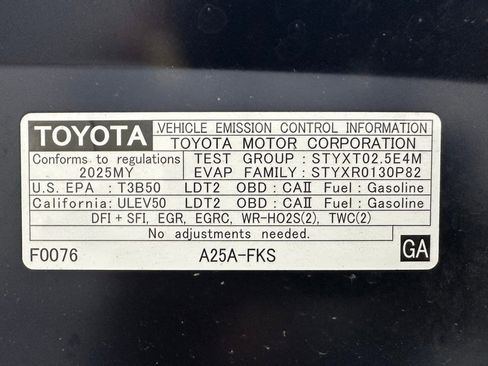 TOYOTA
VEHICLE EMISSION CONTROL INFORMATION
TOYOTA MOTOR CORPORATION
Conforms to regulations
2025MY
TEST GROUP : STYXT02.5E4M
EVAP FAMILY : STYXR0130P82
U.S. EPA : T3B50 LDT2 OBD : CAII Fuel : Gasoline
California: ULEV50 LDT2 OBD : CAII Fuel : Gasoline
DFI + SFI, EGR, EGRC, WR-HO2S(2), TWC(2)
No adjustments needed.
F0076 A25A-FKS GA